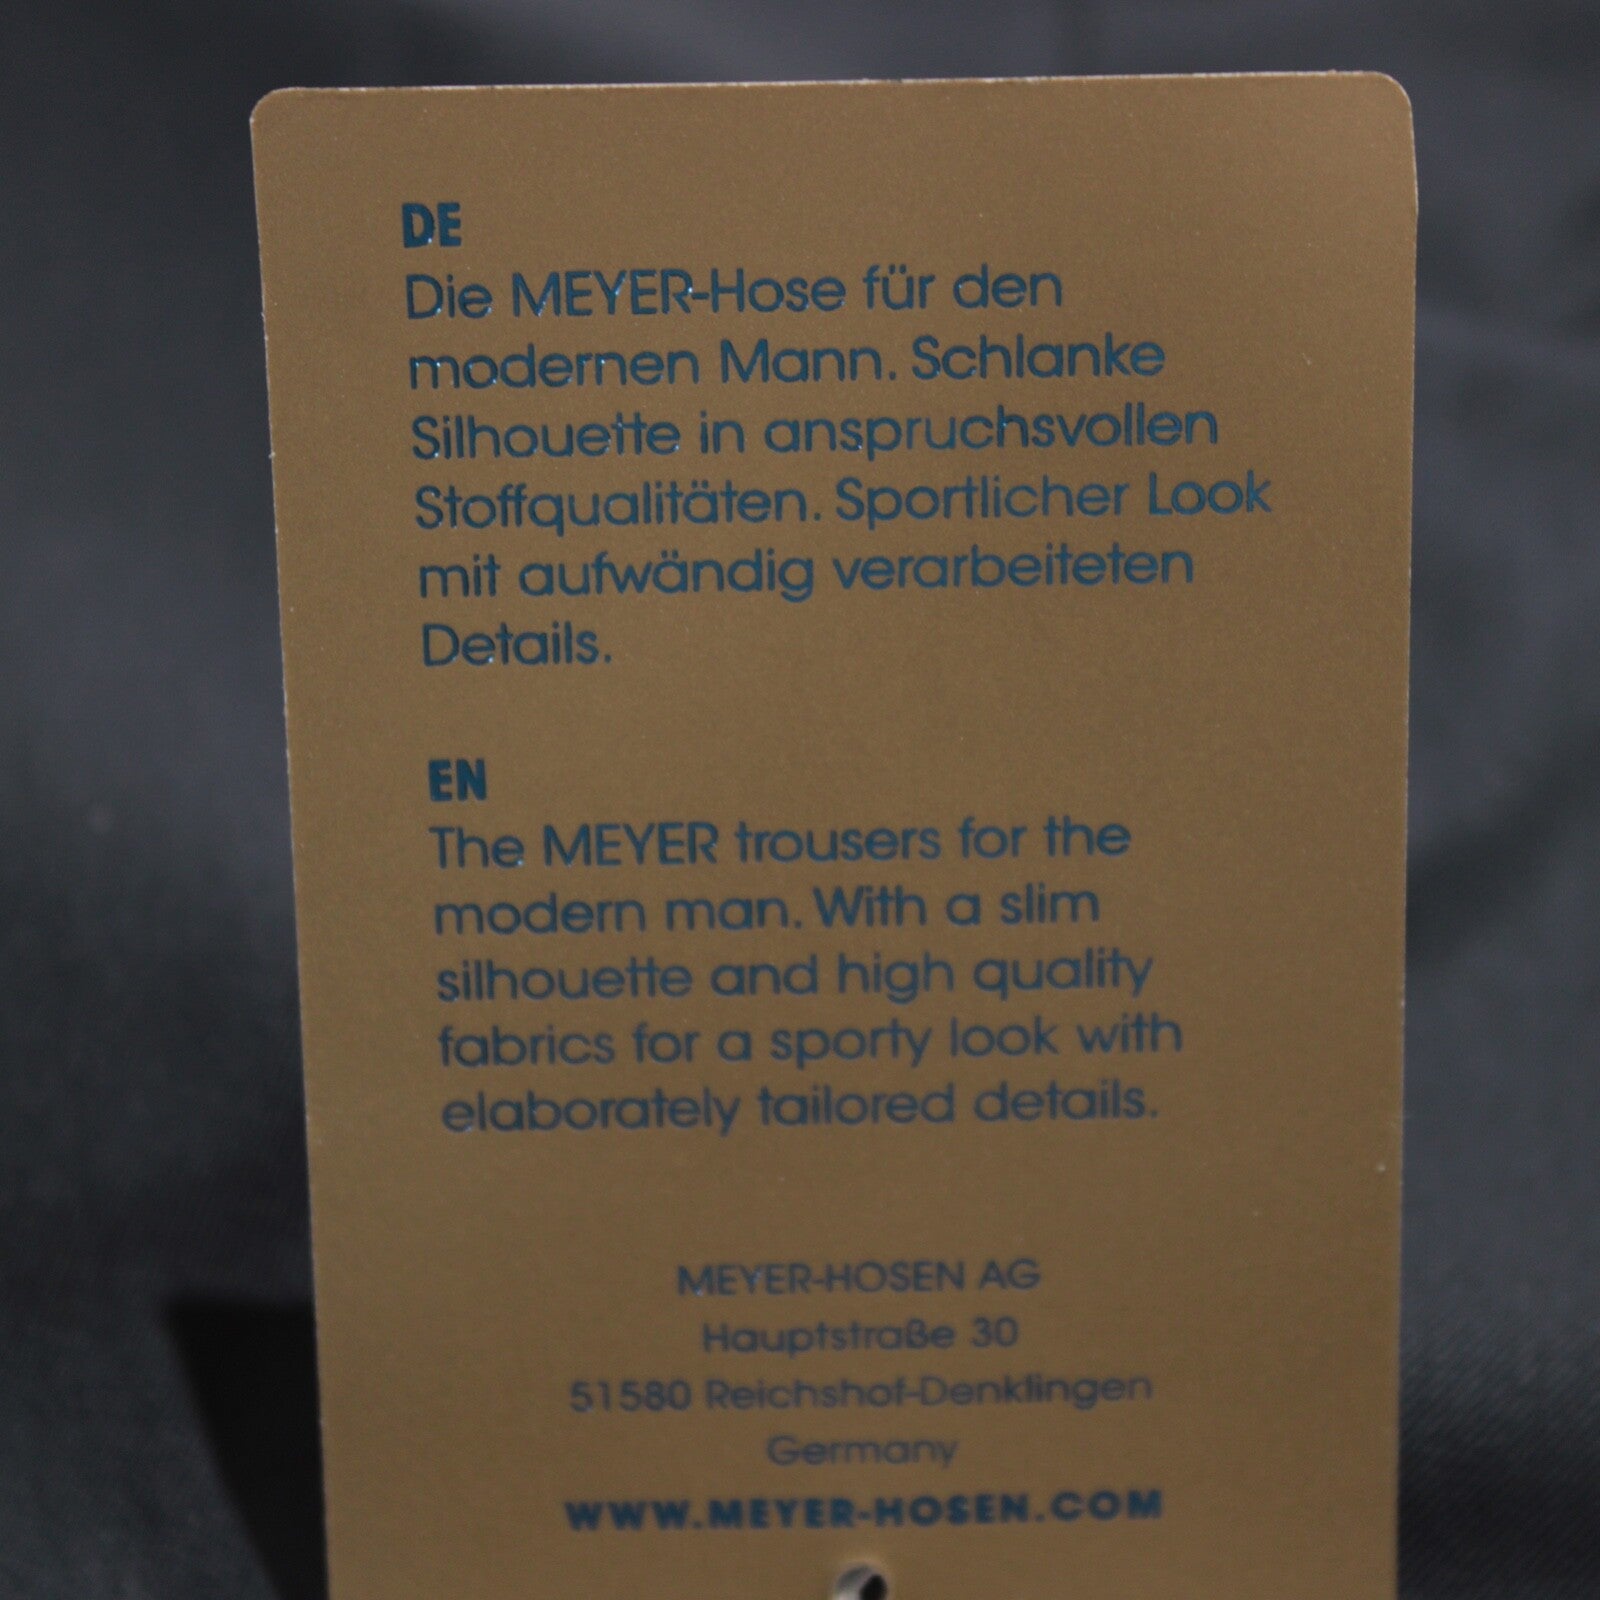 DE
Die MEYER-Hose für den
modernen Mann. Schlanke
Silhouette in anspruchsvollen
Stoffqualitäten. Sportlicher Look
mit aufwändig verarbeiteten
Details.
EN
The MEYER trousers for the
modern man. With a slim
silhouette and high quality
fabrics for a sporty look with
elaborately tailored details.
MEYER-HOSEN AG
Hauptstraße 30
51580 Reichshof-Denklingen
Germany
WWW.MEYER-HOSEN.COM